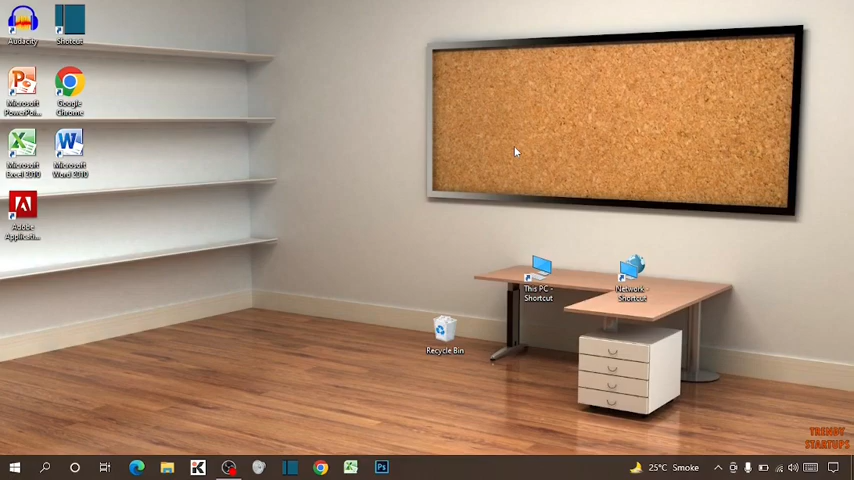 Audacity
Shotcut
Microsoft PowerPoi...
Google Chrome
Microsoft Excel 2010
Microsoft Word 2010
Adobe Applicati...
This PC - Shortcut
Network - Shortcut
Recycle Bin
TRENDY
STARTUPS
Ps
25°C Smoke